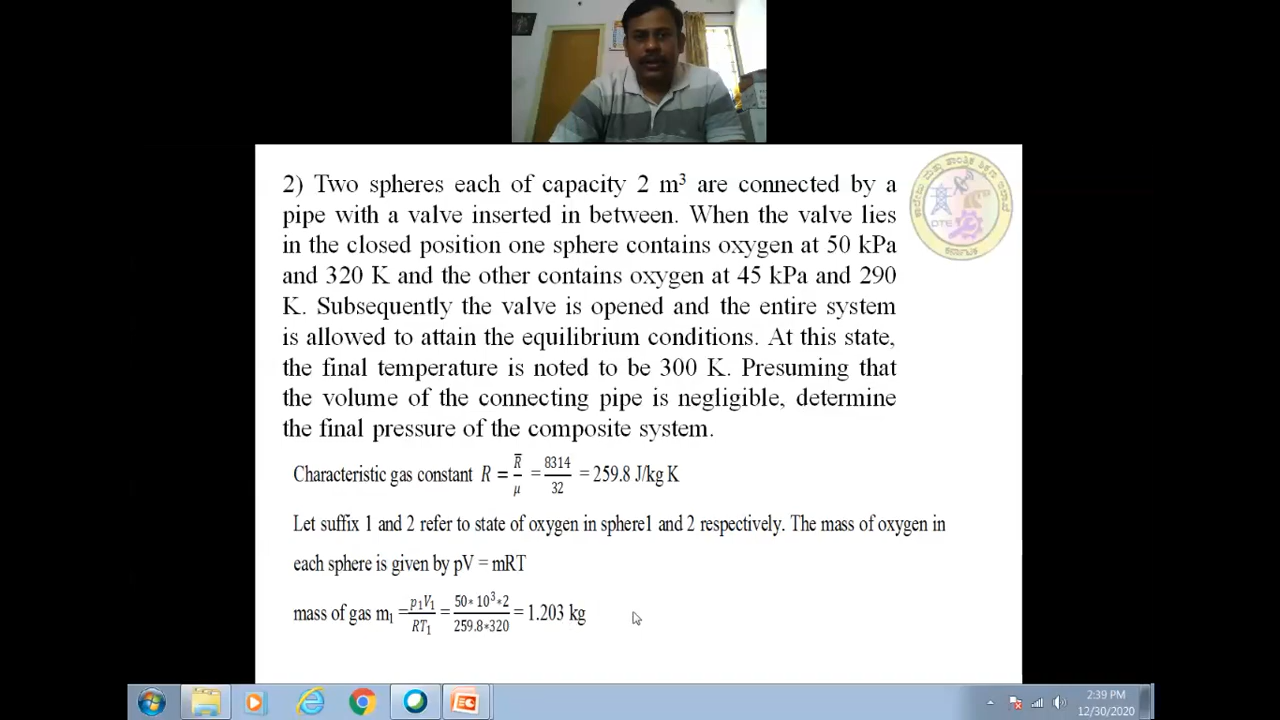 2) Two spheres each of capacity 2 m³ are connected by a
pipe with a valve inserted in between. When the valve lies
in the closed position one sphere contains oxygen at 50 kPa
and 320 K and the other contains oxygen at 45 kPa and 290
K. Subsequently the valve is opened and the entire system
is allowed to attain the equilibrium conditions. At this state,
the final temperature is noted to be 300 K. Presuming that
the volume of the connecting pipe is negligible, determine
the final pressure of the composite system.
DTE
Characteristic gas constant R = R̄/μ = 8314/32 = 259.8 J/kg K
Let suffix 1 and 2 refer to state of oxygen in sphere1 and 2 respectively. The mass of oxygen in
each sphere is given by pV = mRT
mass of gas m₁ = p₁V₁/RT₁ = 50* 10³*2/259.8*320 = 1.203 kg
2:39 PM
12/30/2020